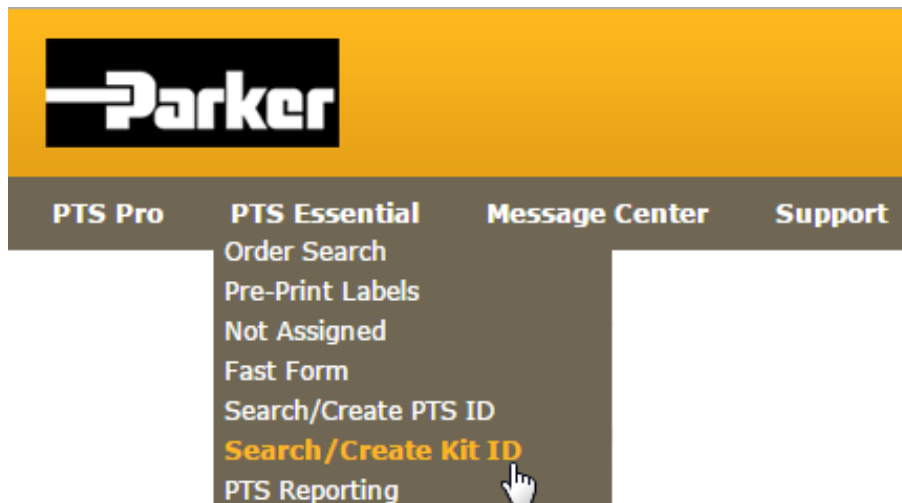 Parker
PTS Pro PTS Essential Message Center Support
Order Search
Pre-Print Labels
Not Assigned
Fast Form
Search/Create PTS ID
Search/Create Kit ID
PTS Reporting